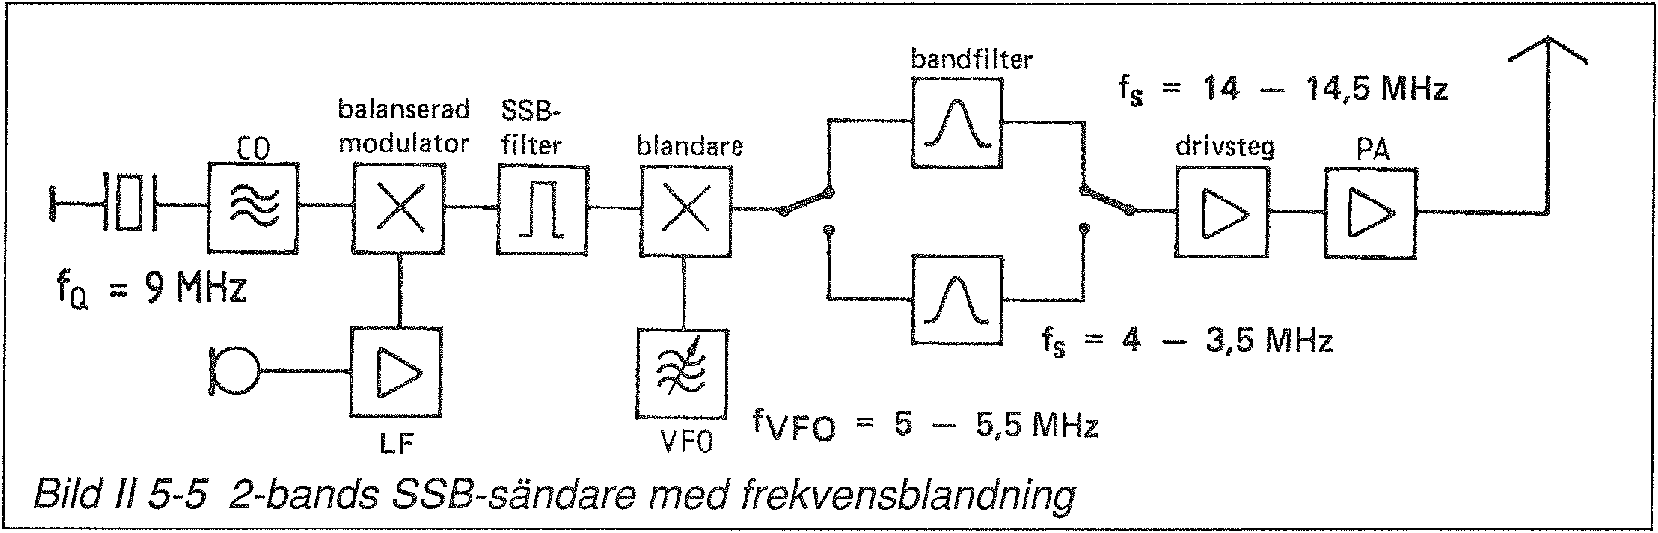 bandfilter
f_S = 14 – 14,5 MHz
balanserad
modulator
SSB-
filter
CO
blandare
drivsteg
PA
f_Q = 9 MHz
f_S = 4 – 3,5 MHz
LF
VFO
f_VFO = 5 – 5,5 MHz
Bild II 5-5 2-bands SSB-sändare med frekvensblandning